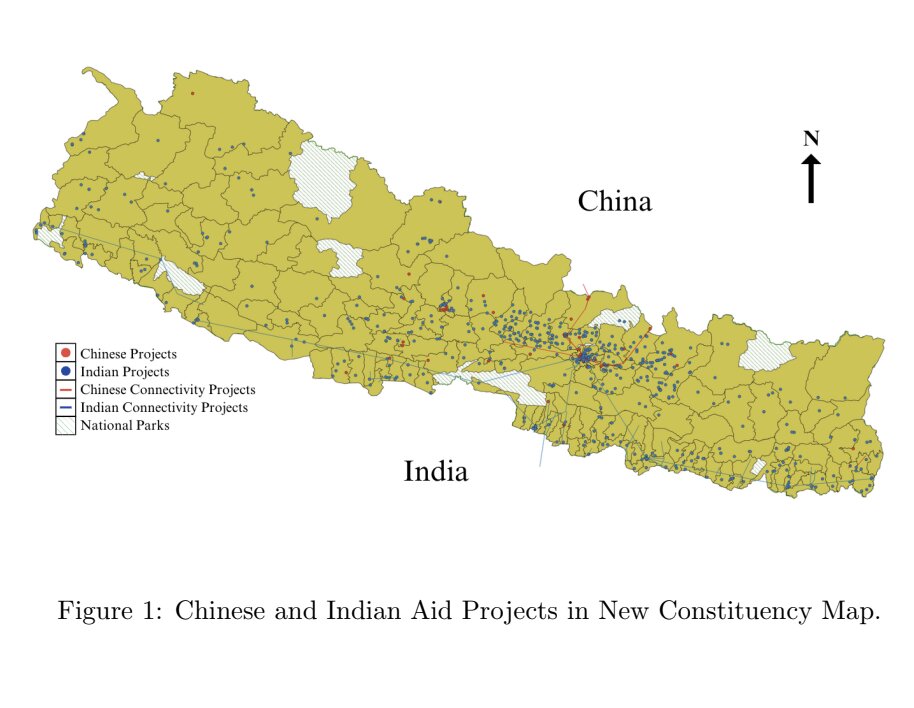 N
China
Chinese Projects
Indian Projects
Chinese Connectivity Projects
Indian Connectivity Projects
National Parks
India
Figure 1: Chinese and Indian Aid Projects in New Constituency Map.